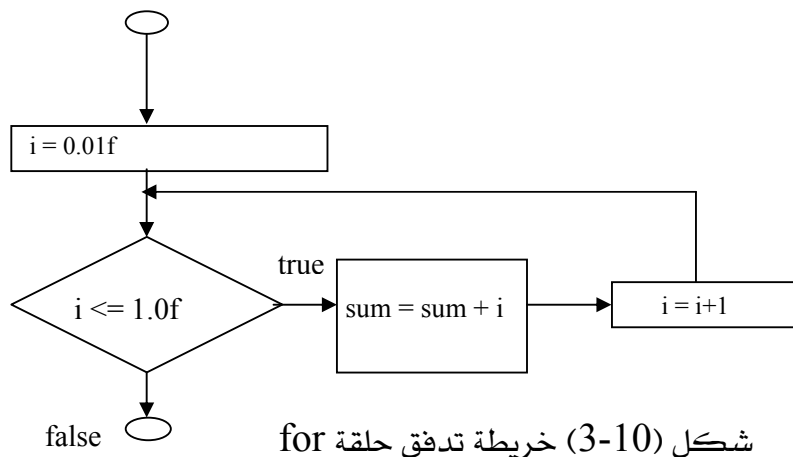 i = 0.01f
i <= 1.0f
true
sum = sum + i
i = i+1
false
شكل (3-10) خريطة تدفق حلقة for